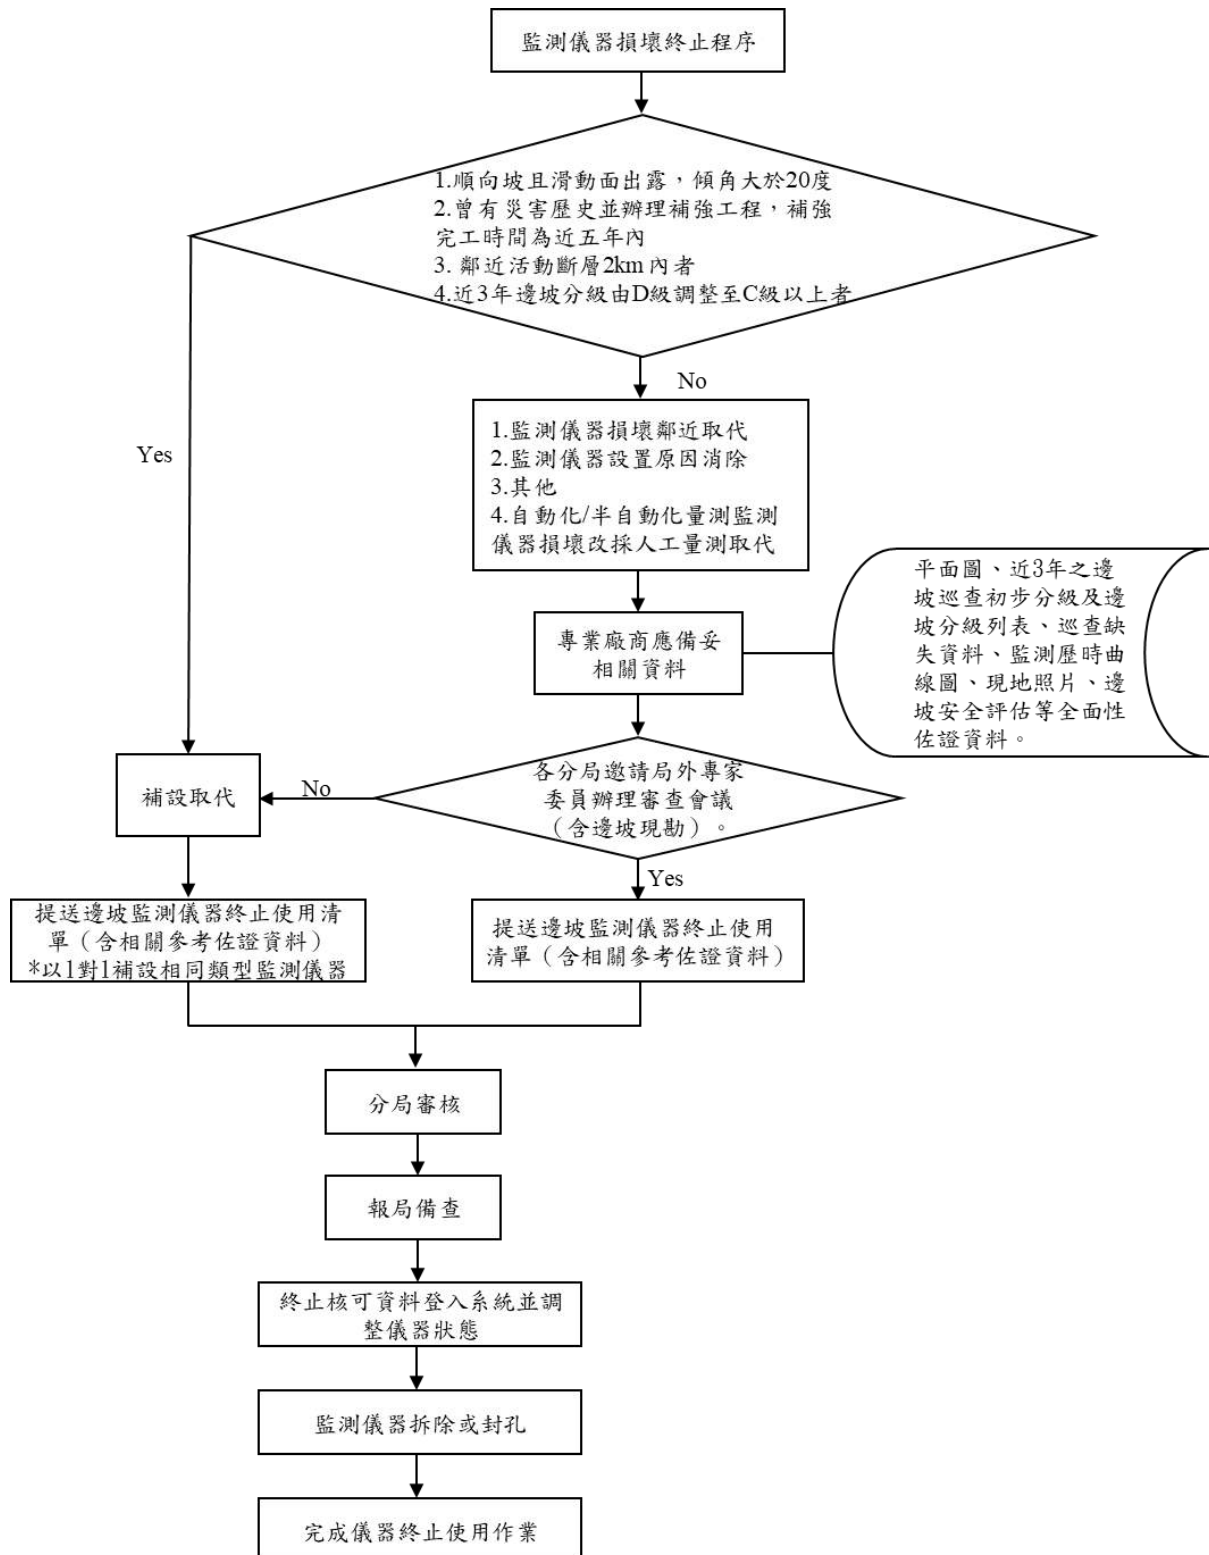 監測儀器損壞終止程序
1.順向坡且滑動面出露，傾角大於20度
2.曾有災害歷史並辦理補強工程，補強
完工時間為近五年內
3. 鄰近活動斷層2km內者
4.近3年邊坡分級由D級調整至C級以上者
No
Yes
1.監測儀器損壞鄰近取代
2.監測儀器設置原因消除
3.其他
4.自動化/半自動化量測監測
儀器損壞改採人工量測取代
專業廠商應備妥
相關資料
平面圖、近3年之邊
坡巡查初步分級及邊
坡分級列表、巡查缺
失資料、監測歷時曲
線圖、現地照片、邊
坡安全評估等全面性
佐證資料。
各分局邀請局外專家
委員辦理審查會議
（含邊坡現勘）。
No
補設取代
Yes
提送邊坡監測儀器終止使用清
單（含相關參考佐證資料）
*以1對1補設相同類型監測儀器
提送邊坡監測儀器終止使用
清單（含相關參考佐證資料）
分局審核
報局備查
終止核可資料登入系統並調
整儀器狀態
監測儀器拆除或封孔
完成儀器終止使用作業